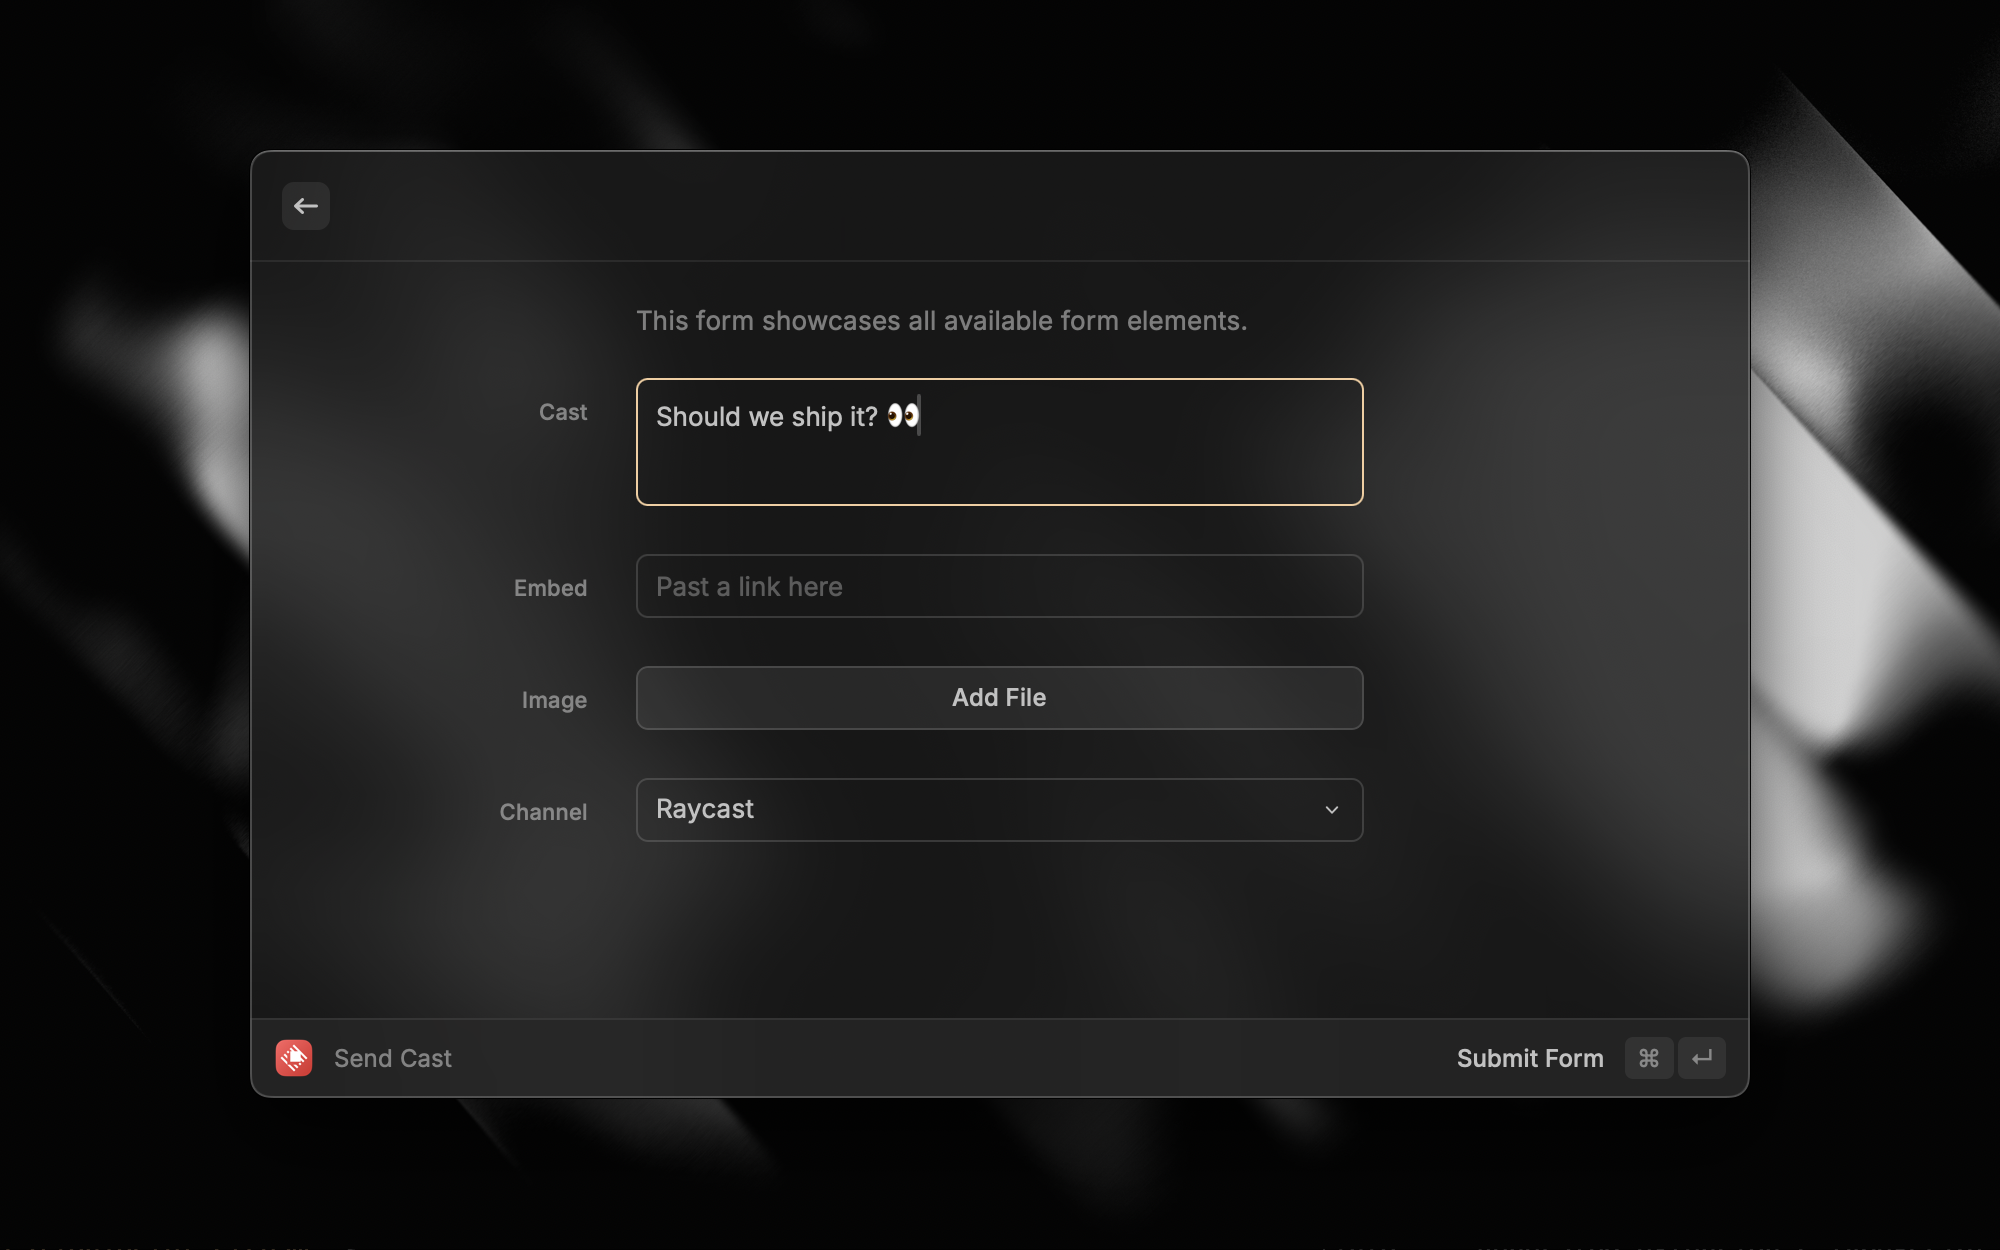 This form showcases all available form elements.
Cast
Should we ship it? 👀
Embed
Past a link here
Image
Add File
Channel
Raycast
Send Cast
Submit Form ⌘ ↵